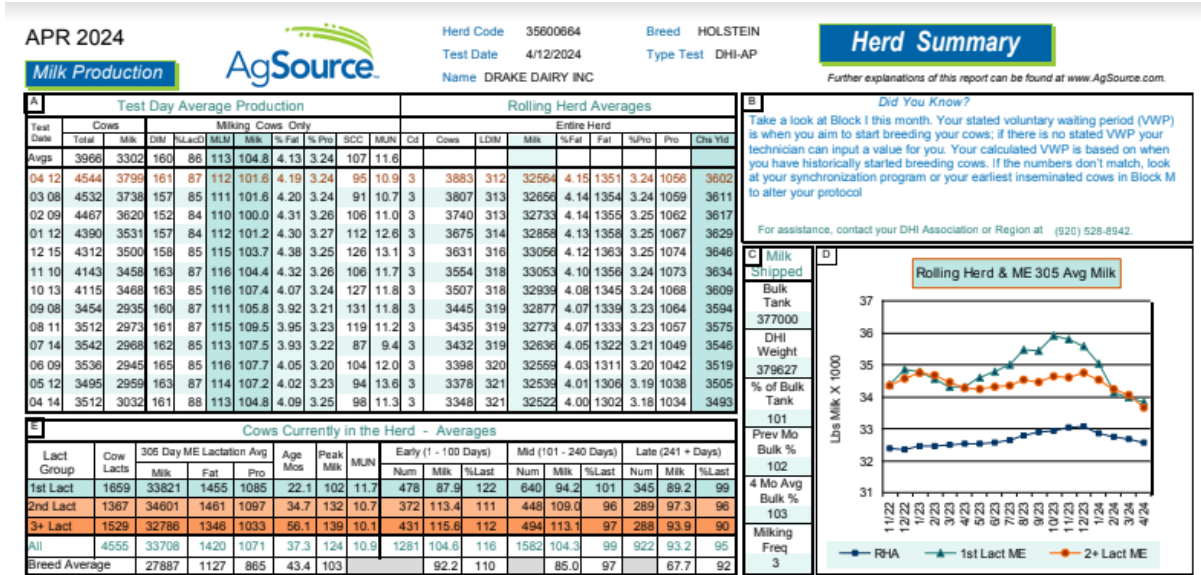 APR 2024
Milk Production
AgSource
Herd Code 35600664 Breed HOLSTEIN
Test Date 4/12/2024 Type Test DHI-AP
Name DRAKE DAIRY INC
Herd Summary
Further explanations of this report can be found at www.AgSource.com.
A Test Day Average Production Rolling Herd Averages
Test Date Cows Milking Cows Only Entire Herd
Total Milk DIM %LacD MLM Milk % Fat % Pro SCC MUN Cd Cows LDIM Milk %Fat Fat %Pro Pro Chs Yld
Avgs 3966 3302 160 86 113 104.8 4.13 3.24 107 11.6
04 12 4544 3799 161 87 112 101.6 4.19 3.24 95 10.9 3 3883 312 32564 4.15 1351 3.24 1056 3602
03 08 4532 3738 157 85 111 101.6 4.20 3.24 91 10.7 3 3807 313 32656 4.14 1354 3.24 1059 3611
02 09 4467 3620 152 84 110 100.0 4.31 3.26 106 11.0 3 3740 313 32733 4.14 1355 3.25 1062 3617
01 12 4390 3531 157 84 112 101.2 4.30 3.27 112 12.6 3 3675 314 32858 4.13 1358 3.25 1067 3629
12 15 4312 3500 158 85 115 103.7 4.38 3.25 126 13.1 3 3631 316 33056 4.12 1363 3.25 1074 3646
11 10 4143 3458 163 87 116 104.4 4.32 3.26 106 11.7 3 3554 318 33053 4.10 1356 3.24 1073 3634
10 13 4115 3468 163 85 116 107.4 4.07 3.24 127 11.8 3 3507 318 32939 4.08 1345 3.24 1068 3609
09 08 3454 2935 160 87 111 105.8 3.92 3.21 131 11.8 3 3445 319 32877 4.07 1339 3.23 1064 3594
08 11 3512 2973 161 87 115 109.5 3.95 3.23 119 11.2 3 3435 319 32773 4.07 1333 3.23 1057 3575
07 14 3542 2968 162 85 113 107.5 3.93 3.22 87 9.4 3 3432 319 32636 4.05 1322 3.21 1049 3546
06 09 3536 2945 165 85 116 107.7 4.05 3.20 104 12.0 3 3398 320 32559 4.03 1311 3.20 1042 3519
05 12 3495 2959 163 87 114 107.2 4.02 3.23 94 13.6 3 3378 321 32539 4.01 1306 3.19 1038 3505
04 14 3512 3032 161 88 113 104.8 4.09 3.25 98 11.3 3 3348 321 32522 4.00 1302 3.18 1034 3493
B Did You Know?
Take a look at Block I this month. Your stated voluntary waiting period (VWP)
is when you aim to start breeding your cows; if there is no stated VWP your
technician can input a value for you. Your calculated VWP is based on when
you have historically started breeding cows. If the numbers don't match, look
at your synchronization program or your earliest inseminated cows in Block M
to alter your protocol
For assistance, contact your DHI Association or Region at (920) 528-8942.
C Milk
Shipped
Bulk
Tank
377000
DHI
Weight
379627
% of Bulk
Tank
101
Prev Mo
Bulk %
102
4 Mo Avg
Bulk %
103
Milking
Freq
3
D
Rolling Herd & ME 305 Avg Milk
Lbs Milk X 1000
37
36
35
34
33
32
31
11/22 12/22 1/23 2/23 3/23 4/23 5/23 6/23 7/23 8/23 9/23 10/23 11/23 12/23 1/24 2/24 3/24 4/24
RHA 1st Lact ME 2+ Lact ME
E Cows Currently in the Herd - Averages
Lact Group Cow Lacts 305 Day ME Lactation Avg Age Mos Peak Milk MUN Early (1 - 100 Days) Mid (101 - 240 Days) Late (241 + Days)
Milk Fat Pro Num Milk %Last Num Milk %Last Num Milk %Last
1st Lact 1659 33821 1455 1085 22.1 102 11.7 478 87.9 122 640 94.2 101 345 89.2 99
2nd Lact 1367 34601 1461 1097 34.7 132 10.7 372 113.4 111 448 109.0 96 289 97.3 96
3+ Lact 1529 32786 1346 1033 56.1 139 10.1 431 115.6 112 494 113.1 97 288 93.9 90
All 4555 33708 1420 1071 37.3 124 10.9 1281 104.6 116 1582 104.3 99 922 93.2 95
Breed Average 27887 1127 865 43.4 103 92.2 110 85.0 97 67.7 92